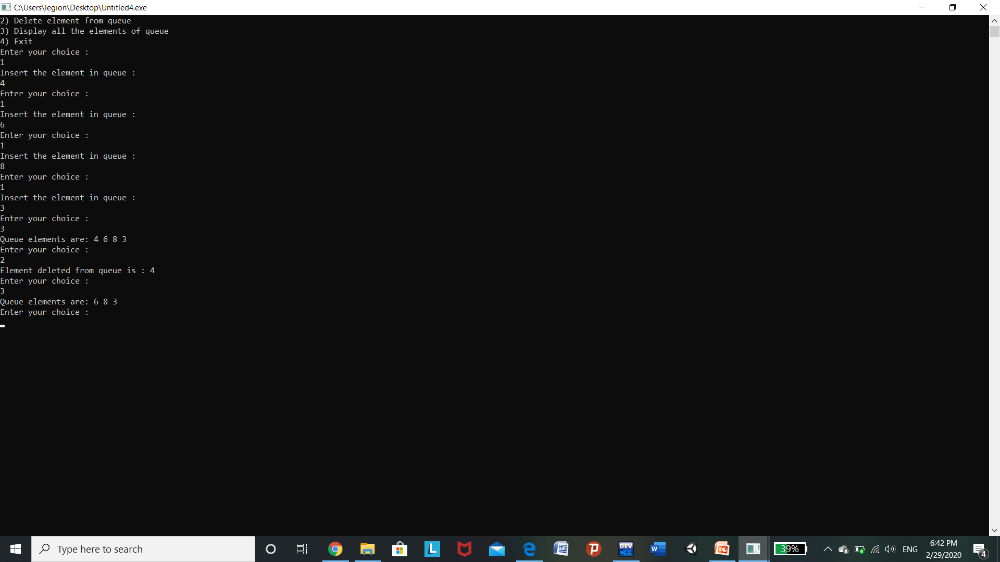 C:\Users\legion\Desktop\Untitled4.exe
2) Delete element from queue
3) Display all the elements of queue
4) Exit
Enter your choice :
1
Insert the element in queue :
4
Enter your choice :
1
Insert the element in queue :
6
Enter your choice :
1
Insert the element in queue :
8
Enter your choice :
1
Insert the element in queue :
3
Enter your choice :
3
Queue elements are: 4 6 8 3
Enter your choice :
2
Element deleted from queue is : 4
Enter your choice :
3
Queue elements are: 6 8 3
Enter your choice :
Type here to search
L
DEV
C++
W
39%
ENG
6:42 PM
2/29/2020
4